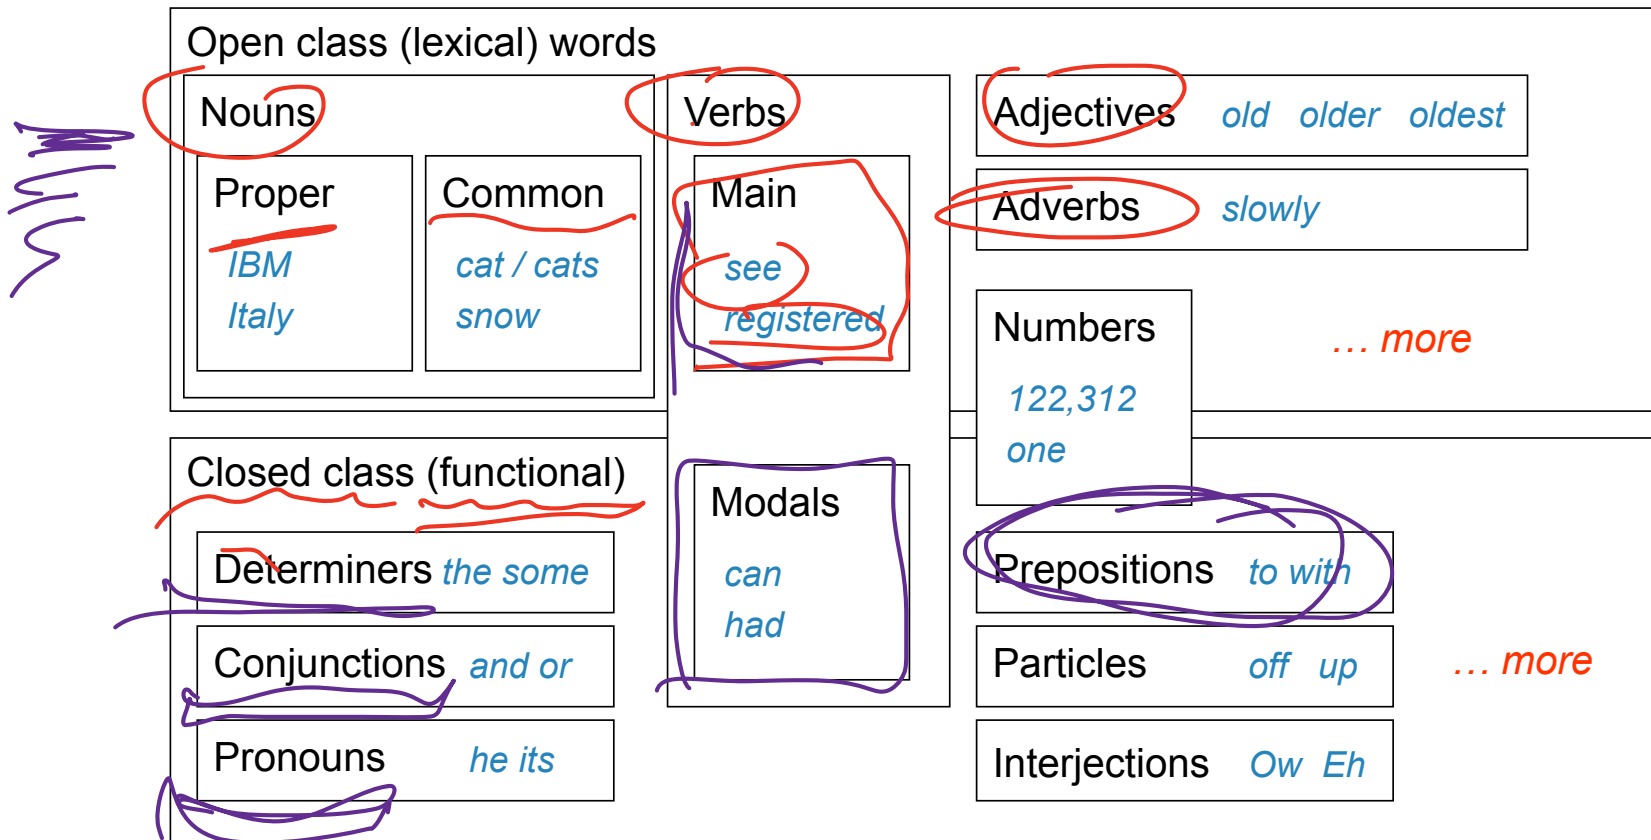 Open class (lexical) words
Nouns
Proper
IBM
Italy
Common
cat / cats
snow
Verbs
Main
see
registered
Adjectives old older oldest
Adverbs slowly
Numbers
122,312
one
… more
Closed class (functional)
Determiners the some
Conjunctions and or
Pronouns he its
Modals
can
had
Prepositions to with
Particles off up
Interjections Ow Eh
… more